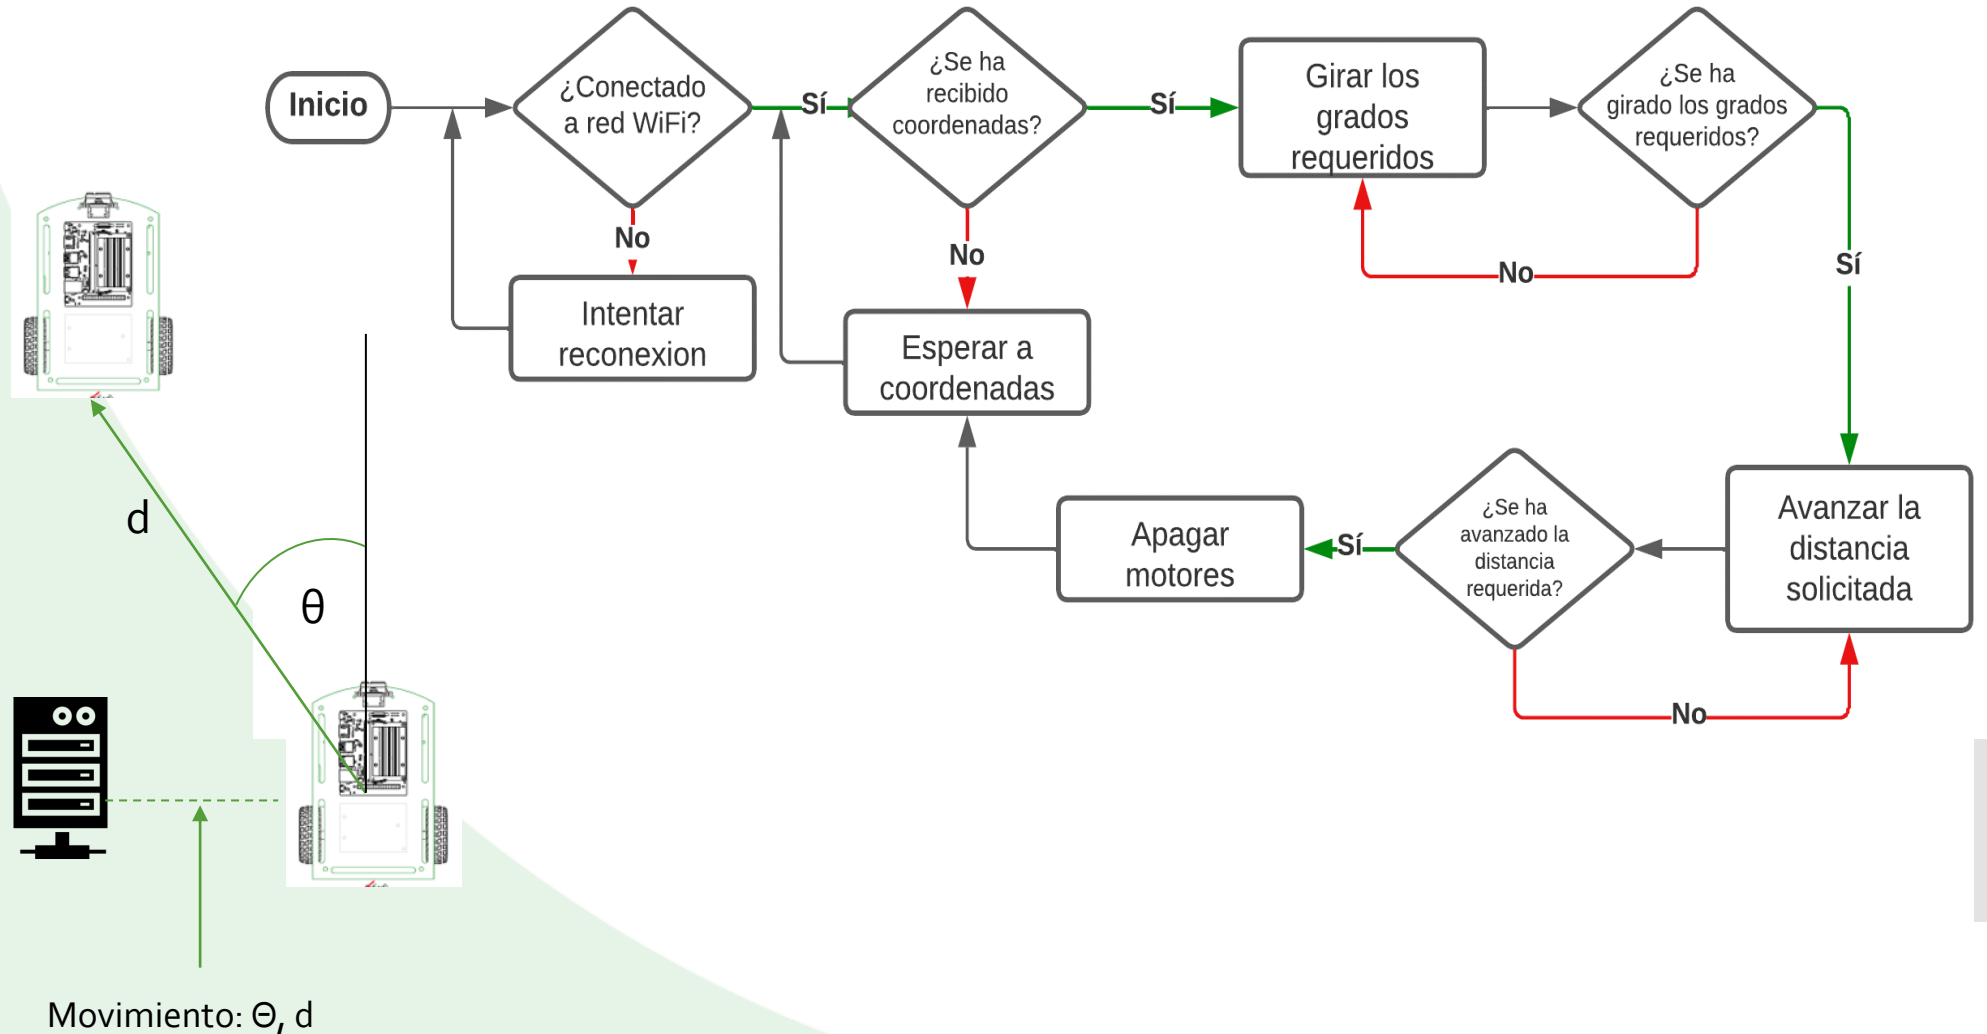 Inicio
¿Conectado
a red WiFi?
Sí
¿Se ha
recibido
coordenadas?
Sí
Girar los
grados
requeridos
¿Se ha
girado los grados
requeridos?
No
Intentar
reconexion
No
Esperar a
coordenadas
No
Sí
Avanzar la
distancia
solicitada
¿Se ha
avanzado la
distancia
requerida?
Sí
Apagar
motores
No
d
θ
Movimiento: Θ, d